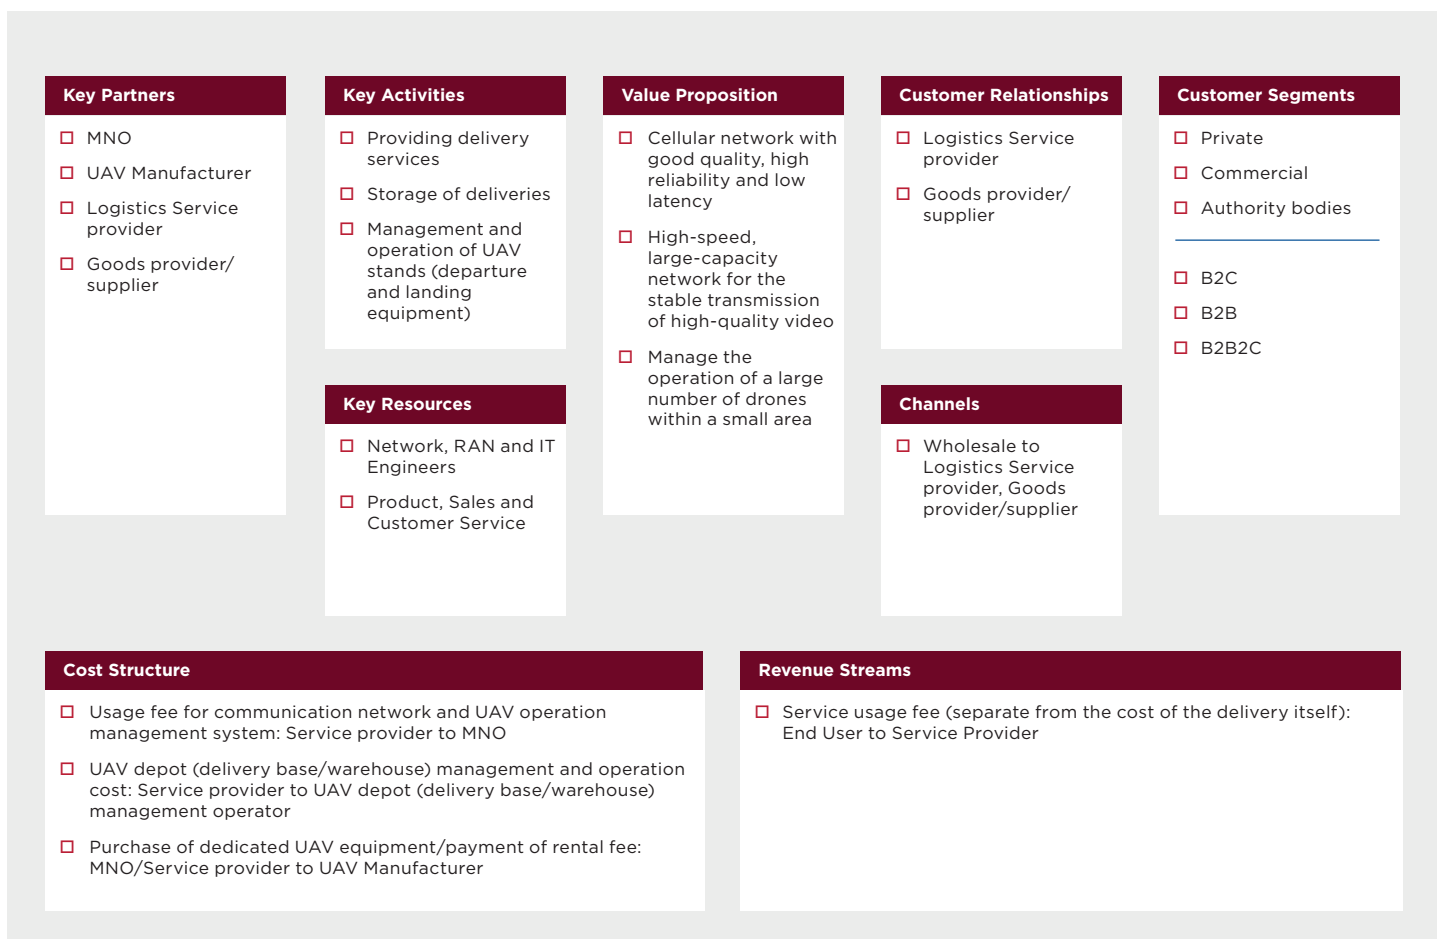 Key Partners
MNO
UAV Manufacturer
Logistics Service
provider
Goods provider/
supplier
Key Activities
Providing delivery
services
Storage of deliveries
Management and
operation of UAV
stands (departure
and landing
equipment)
Key Resources
Network, RAN and IT
Engineers
Product, Sales and
Customer Service
Value Proposition
Cellular network with
good quality, high
reliability and low
latency
High-speed,
large-capacity
network for the
stable transmission
of high-quality video
Manage the
operation of a large
number of drones
within a small area
Customer Relationships
Logistics Service
provider
Goods provider/
supplier
Channels
Wholesale to
Logistics Service
provider, Goods
provider/supplier
Customer Segments
Private
Commercial
Authority bodies
B2C
B2B
B2B2C
Cost Structure
Usage fee for communication network and UAV operation
management system: Service provider to MNO
UAV depot (delivery base/warehouse) management and operation
cost: Service provider to UAV depot (delivery base/warehouse)
management operator
Purchase of dedicated UAV equipment/payment of rental fee:
MNO/Service provider to UAV Manufacturer
Revenue Streams
Service usage fee (separate from the cost of the delivery itself):
End User to Service Provider